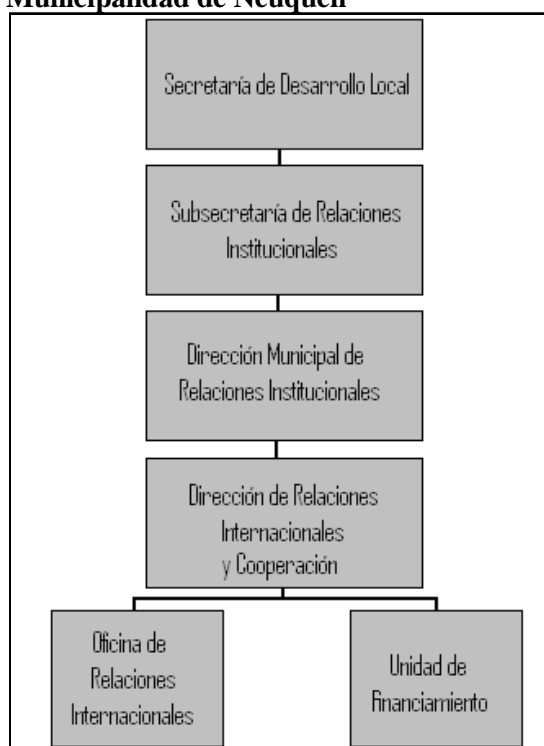 Municipalidad de Neuquén
Secretaría de Desarrollo Local
Subsecretaría de Relaciones
Institucionales
Dirección Municipal de
Relaciones Institucionales
Dirección de Relaciones
Internacionales
y Cooperación
Oficina de
Relaciones
Internacionales
Unidad de
Financiamiento